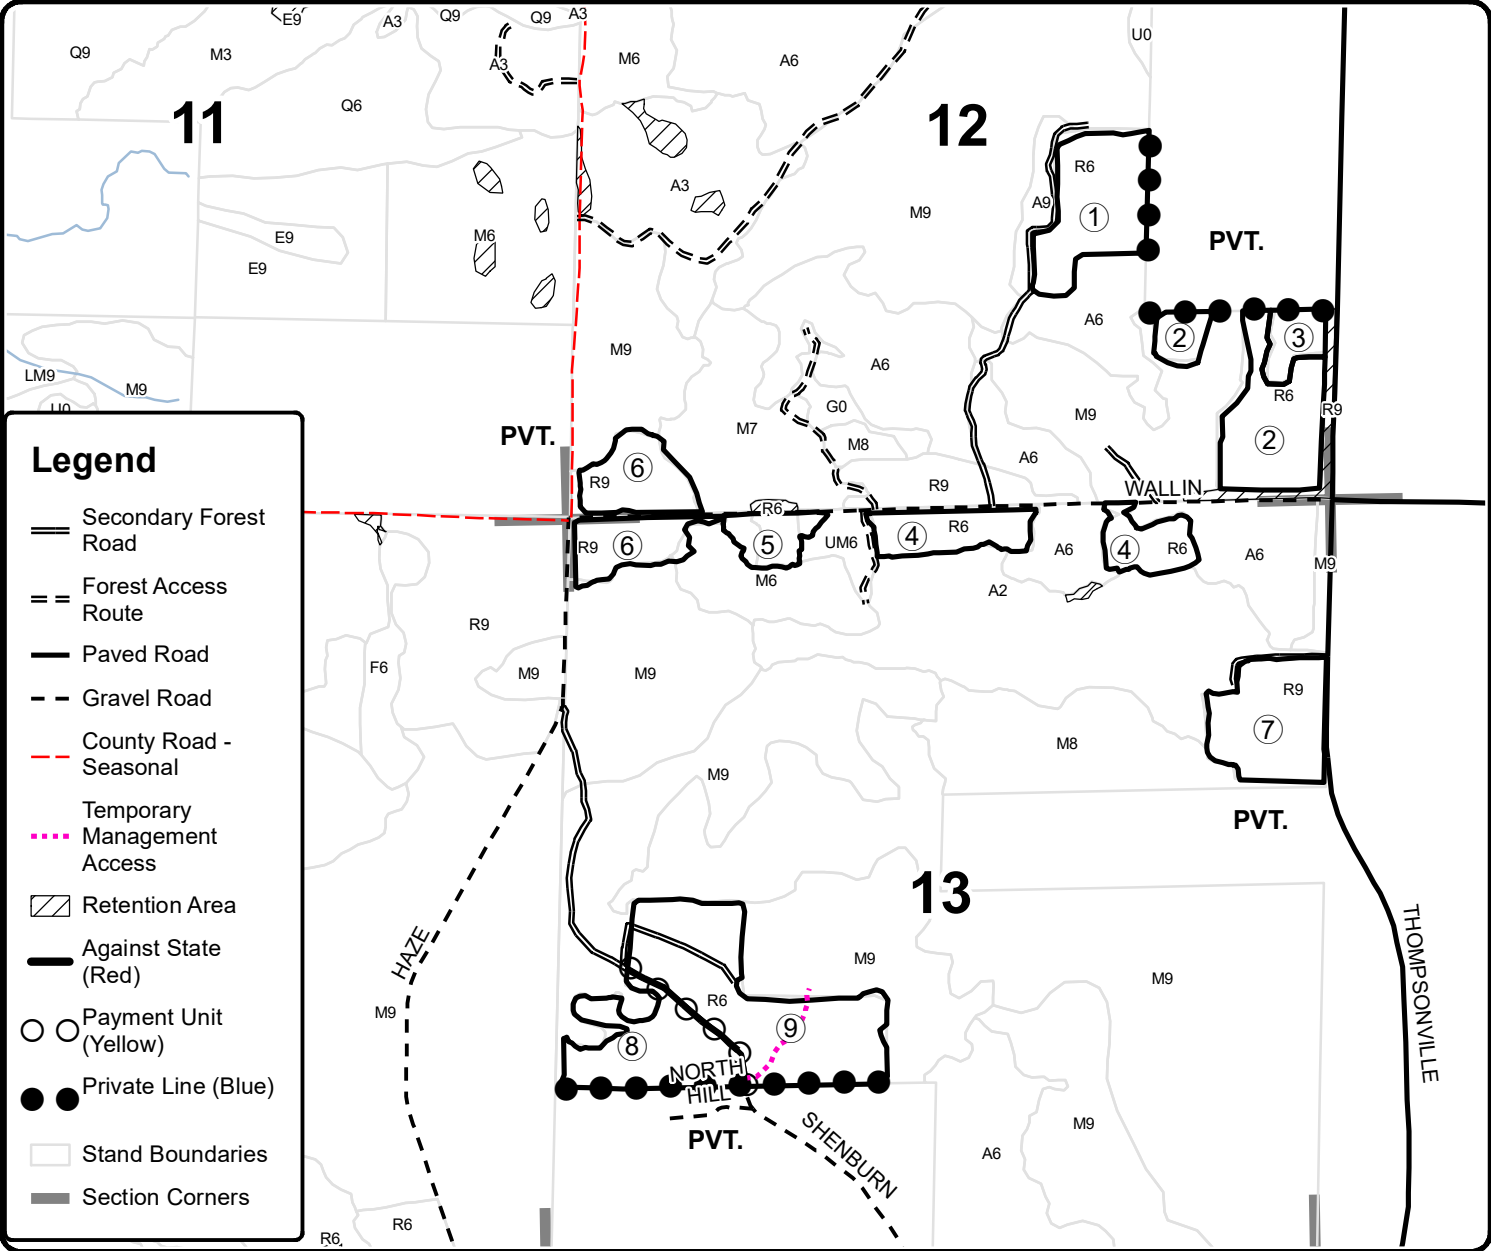 E9
A3
Q9
Q9
A3
U0
Q9
M3
A3
M6
A6
Q6
11
12
R6
A3
A9
1
M9
M6
E9
E9
PVT.
A6
2
3
M9
A6
LM9
M9
U0
R6
R9
G0
M9
M7
M8
2
PVT.
6
R9
A6
R9
WALLIN
R6
R9
6
5
UM6
4
R6
A6
4
R6
A6
M9
M6
A2
R9
F6
M9
M9
R9
7
M8
M9
PVT.
13
THOMPSONVILLE
HAZE
M9
M9
M9
R6
9
8
NORTH
HILL
PVT.
SHENBURN
M9
A6
R6
R6
Legend
Secondary Forest
Road
Forest Access
Route
Paved Road
Gravel Road
County Road -
Seasonal
Temporary
Management
Access
Retention Area
Against State
(Red)
Payment Unit
(Yellow)
Private Line (Blue)
Stand Boundaries
Section Corners